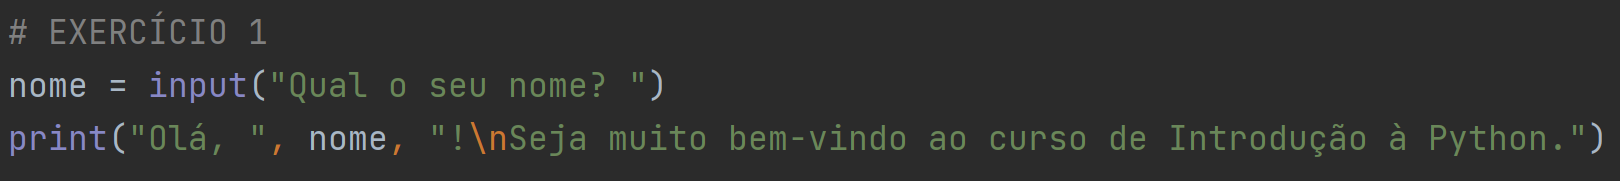 # EXERCÍCIO 1
nome = input("Qual o seu nome? ")
print("Olá, ", nome, "!\nSeja muito bem-vindo ao curso de Introdução à Python.")